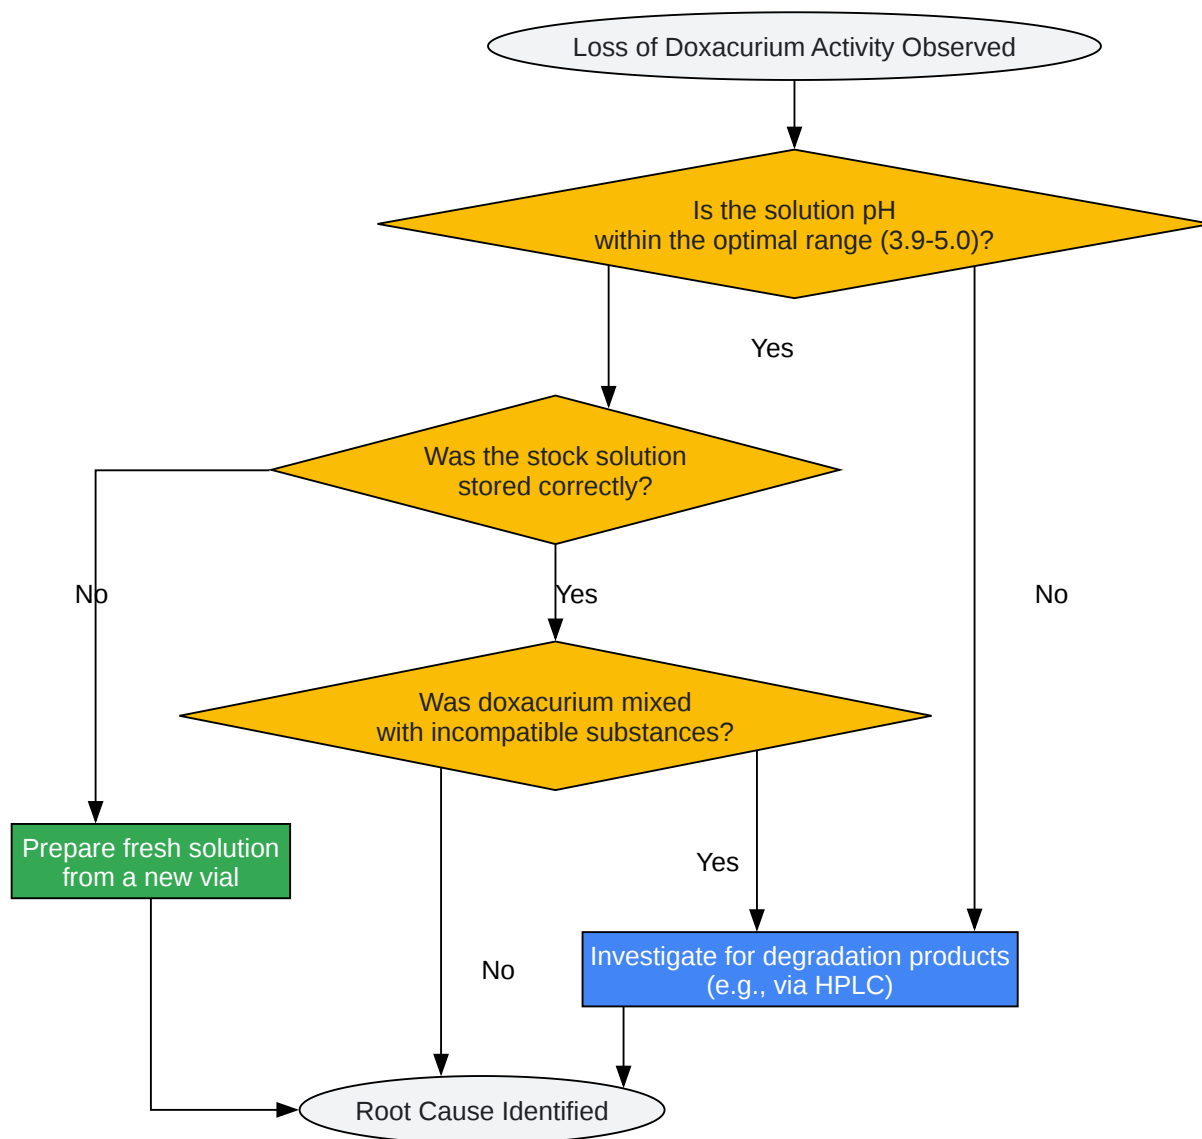 Loss of Doxacurium Activity Observed
Is the solution pH
within the optimal range (3.9-5.0)?
Yes
Was the stock solution
stored correctly?
No
Yes
No
Was doxacurium mixed
with incompatible substances?
Prepare fresh solution
from a new vial
Yes
No
Investigate for degradation products
(e.g., via HPLC)
Root Cause Identified